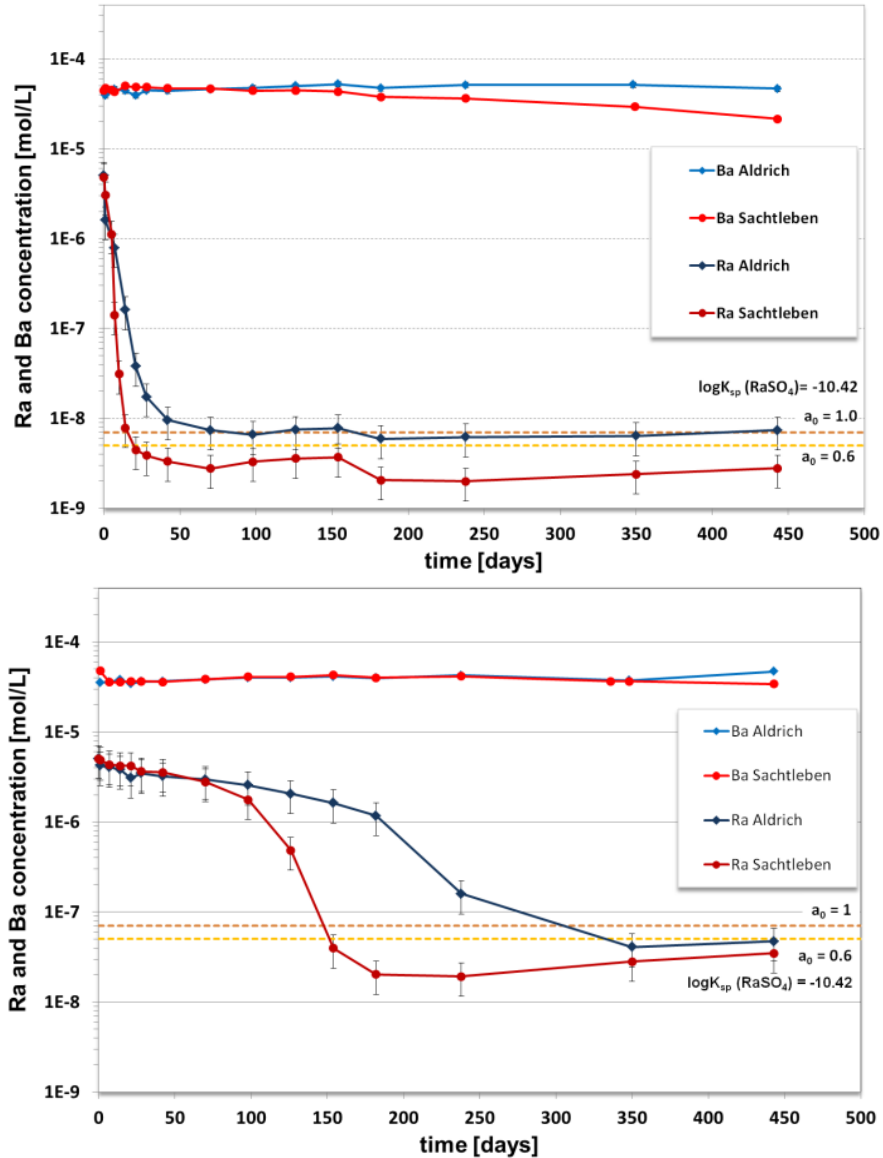 Ra and Ba concentration [mol/L]
1E-4
1E-5
1E-6
1E-7
1E-8
1E-9
Ba Aldrich
Ba Sachtleben
Ra Aldrich
Ra Sachtleben
logKsp (RaSO4)= -10.42
a0 = 1.0
a0 = 0.6
0 50 100 150 200 250 300 350 400 450 500
time [days]
Ra and Ba concentration [mol/L]
1E-4
1E-5
1E-6
1E-7
1E-8
1E-9
Ba Aldrich
Ba Sachtleben
Ra Aldrich
Ra Sachtleben
a0 = 1
a0 = 0.6
logKsp (RaSO4) = -10.42
0 50 100 150 200 250 300 350 400 450 500
time [days]